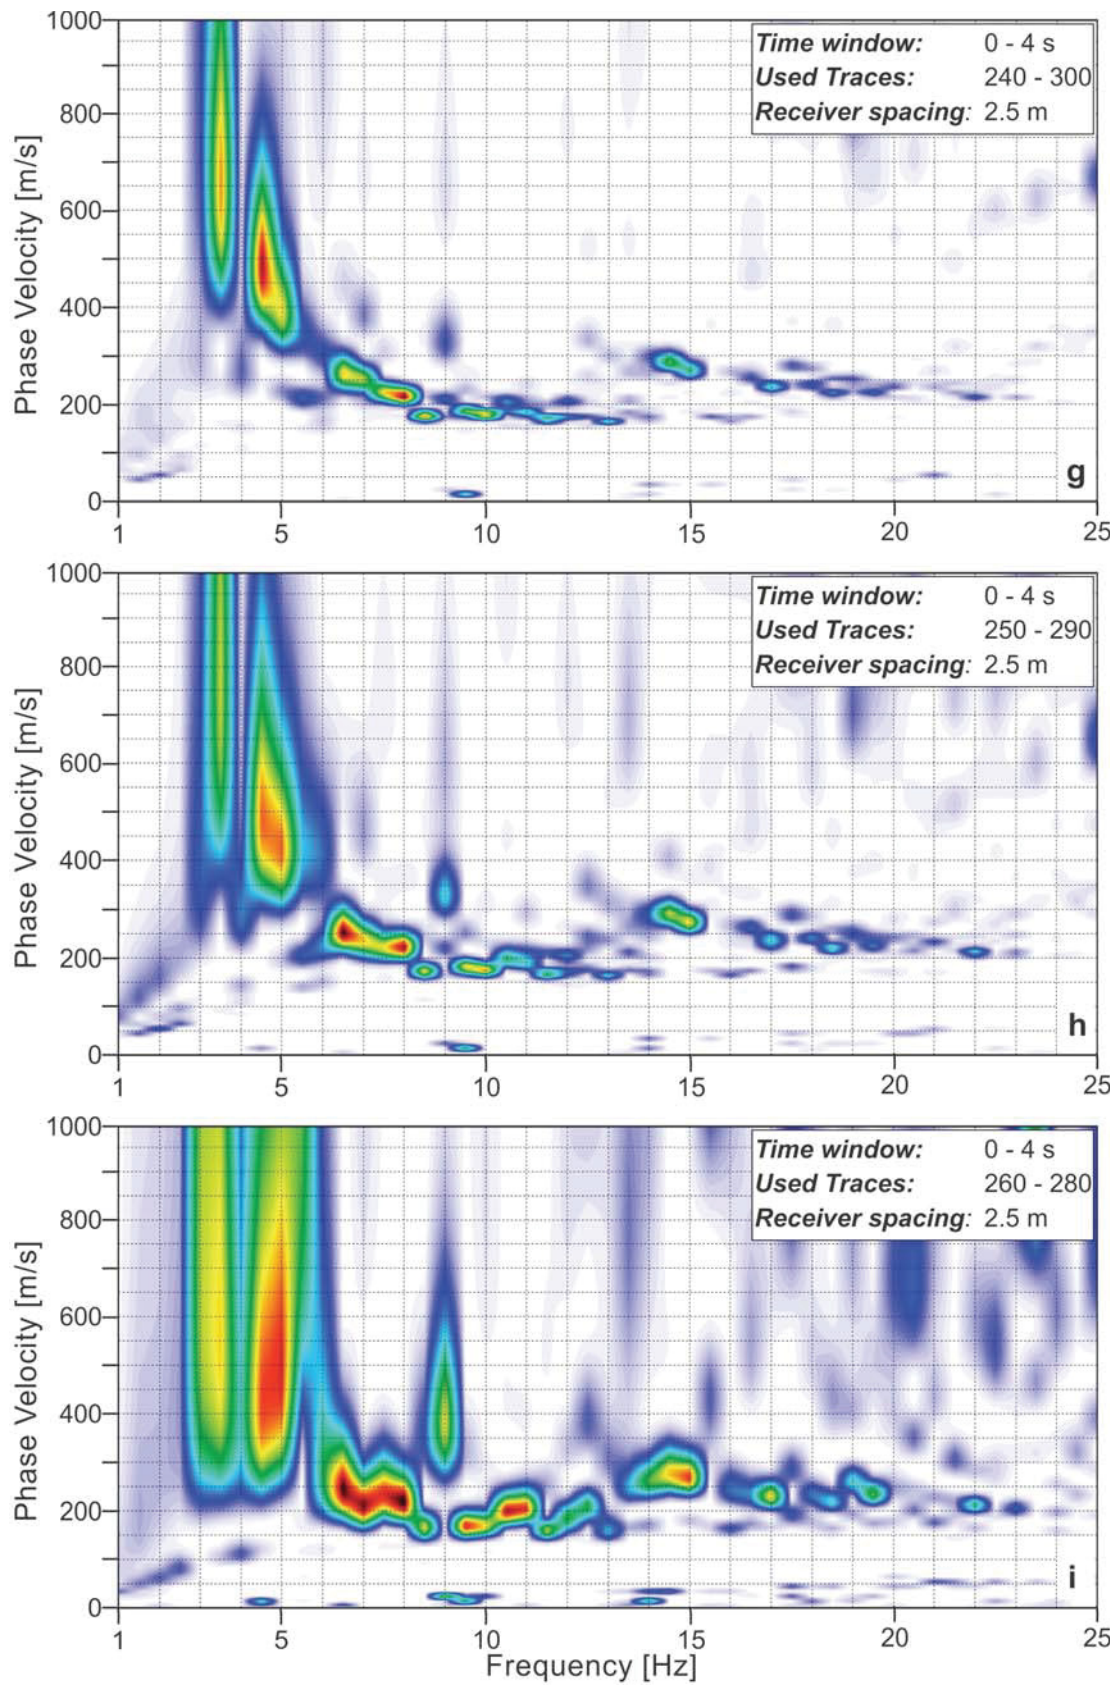 1000
800
600
400
200
0
Phase Velocity [m/s]
Time window: 0 - 4 s
Used Traces: 240 - 300
Receiver spacing: 2.5 m
g
1 5 10 15 20 25
1000
800
600
400
200
0
Phase Velocity [m/s]
Time window: 0 - 4 s
Used Traces: 250 - 290
Receiver spacing: 2.5 m
h
1 5 10 15 20 25
1000
800
600
400
200
0
Phase Velocity [m/s]
Time window: 0 - 4 s
Used Traces: 260 - 280
Receiver spacing: 2.5 m
i
1 5 10 15 20 25
Frequency [Hz]